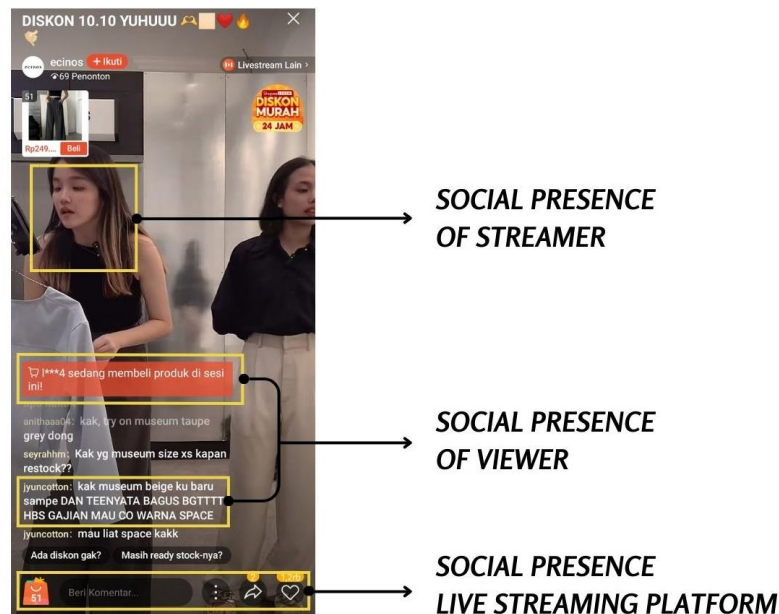 DISKON 10.10 YUHUUU
ecinos + Ikuti
69 Penonton
Livestream Lain >
51
DISKON
MURAH
24 JAM
Rp249.... Beli
SOCIAL PRESENCE
OF STREAMER
l***4 sedang membeli produk di sesi
ini!
anithaaa04: kak, try on museum taupe
grey dong
seyrahhm: Kak yg museum size xs kapan
restock??
jyuncotton: kak museum beige ku baru
sampe DAN TEENYATA BAGUS BGTTTT
HBS GAJIAN MAU CO WARNA SPACE
jyuncotton: mau liat space kakk
SOCIAL PRESENCE
OF VIEWER
Ada diskon gak? Masih ready stock-nya?
51 Beri Komentar... 2 1,2rb
SOCIAL PRESENCE
LIVE STREAMING PLATFORM